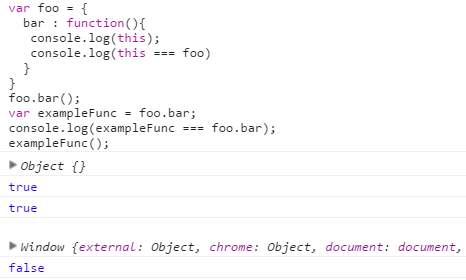 var foo = {
  bar : function(){
   console.log(this);
   console.log(this === foo)
  }
}
foo.bar();
var exampleFunc = foo.bar;
console.log(exampleFunc === foo.bar);
exampleFunc();
Object {}
true
true
Window {external: Object, chrome: Object, document: document,
false